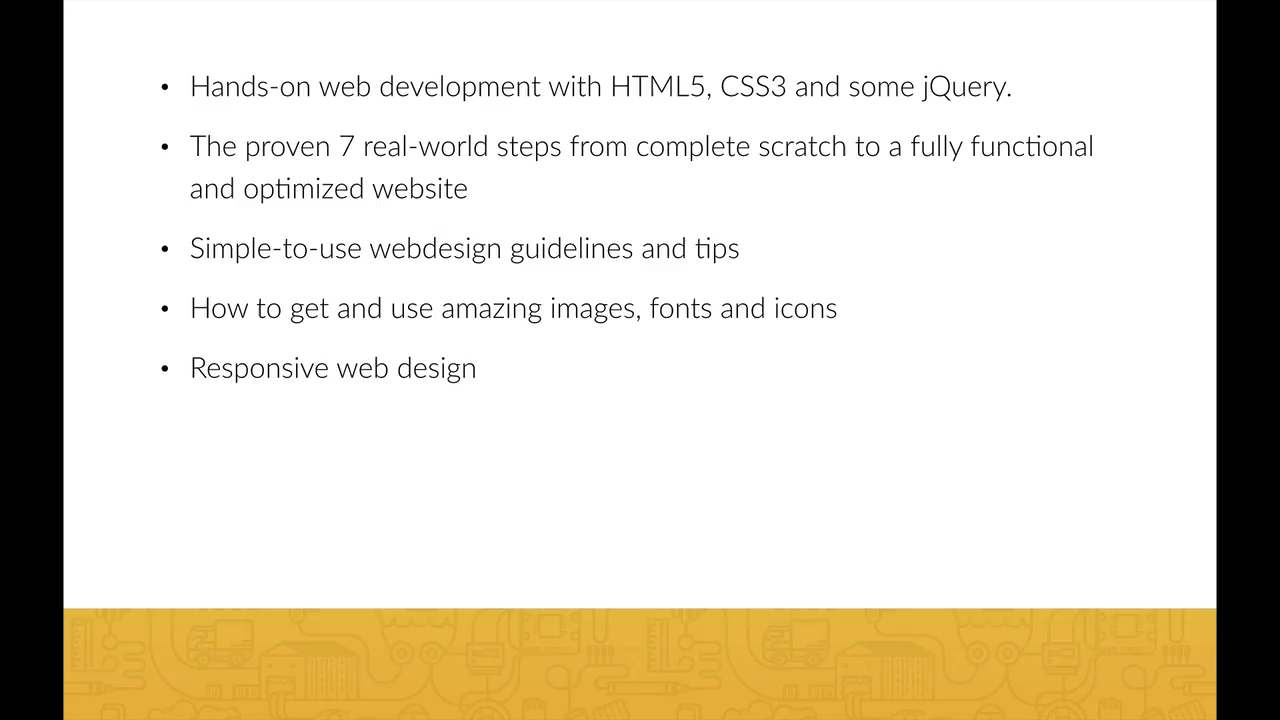 • Hands-on web development with HTML5, CSS3 and some jQuery.
• The proven 7 real-world steps from complete scratch to a fully functional
and optimized website
• Simple-to-use webdesign guidelines and tips
• How to get and use amazing images, fonts and icons
• Responsive web design